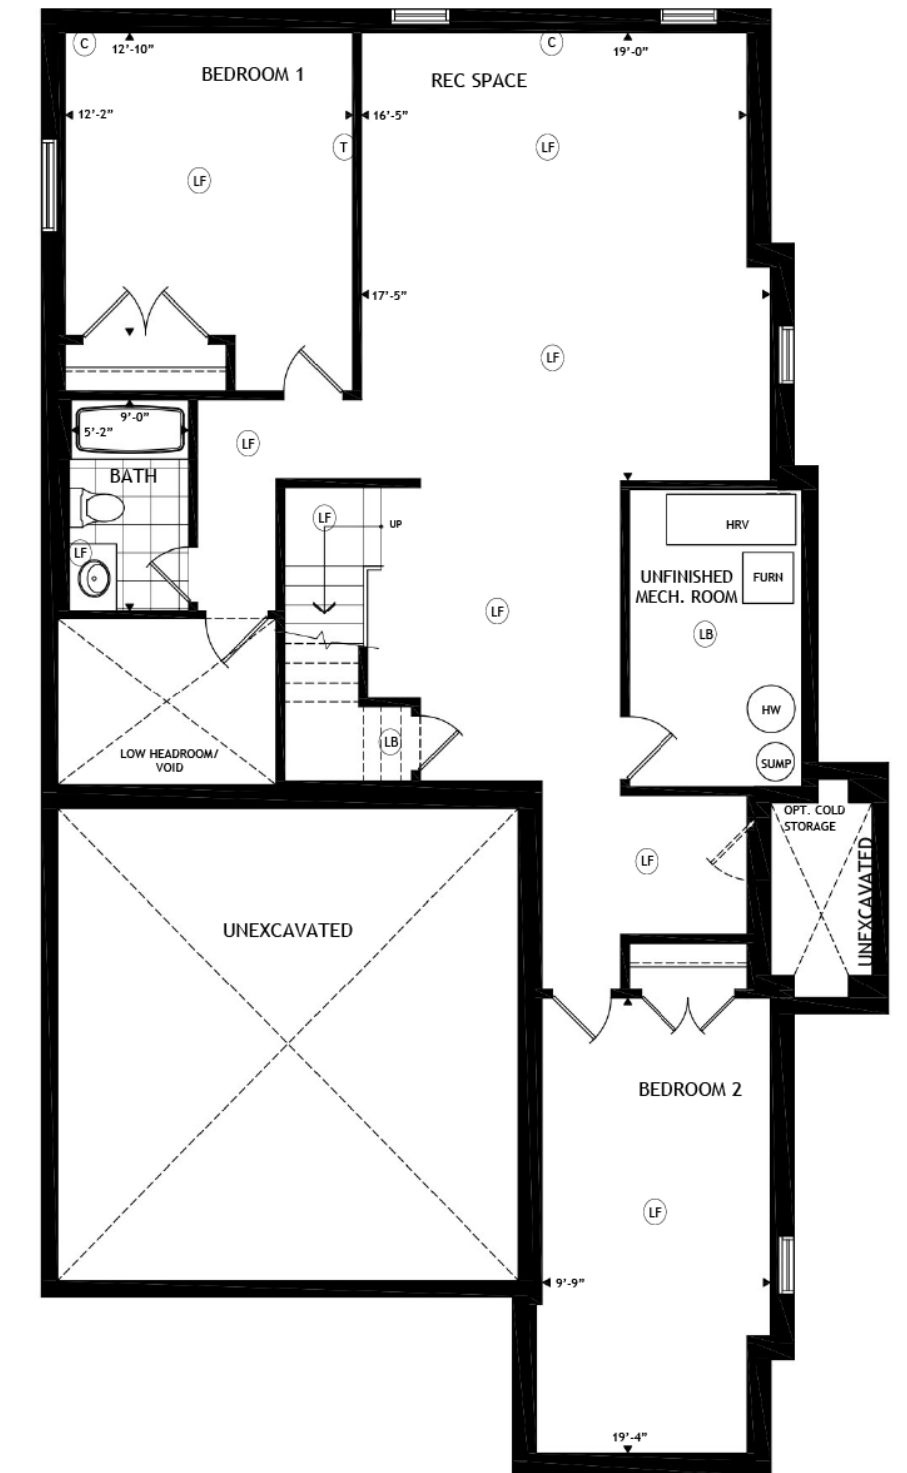 C
12'-10"
BEDROOM 1
C
19'-0"
REC SPACE
12'-2"
16'-5"
T
LF
LF
17'-5"
LF
9'-0"
5'-2"
LF
BATH
LF
UP
HRV
LF
UNFINISHED
MECH. ROOM
FURN
LF
LB
HW
LB
LOW HEADROOM/
VOID
SUMP
OPT. COLD
STORAGE
LF
UNEXCAVATED
UNEXCAVATED
BEDROOM 2
LF
9'-9"
19'-4"